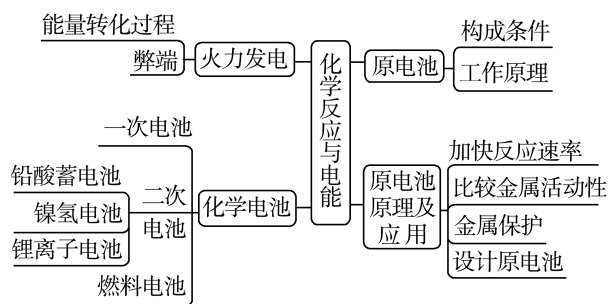 能量转化过程
弊端
火力发电
一次电池
铅酸蓄电池
镍氢电池
锂离子电池
二次
电池
燃料电池
化学电池
化学反应与电能
原电池
构成条件
工作原理
原电池
原理及
应用
加快反应速率
比较金属活动性
金属保护
设计原电池